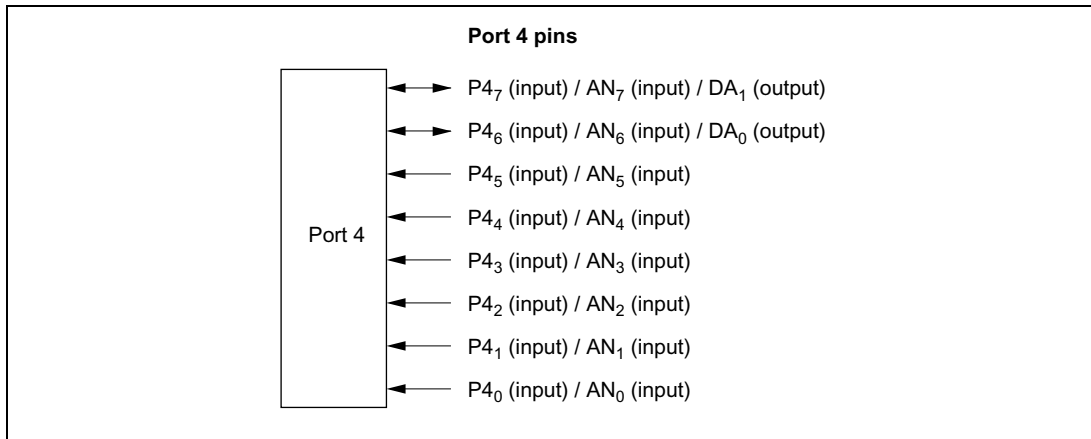 Port 4 pins
P4₇ (input) / AN₇ (input) / DA₁ (output)
P4₆ (input) / AN₆ (input) / DA₀ (output)
P4₅ (input) / AN₅ (input)
P4₄ (input) / AN₄ (input)
Port 4
P4₃ (input) / AN₃ (input)
P4₂ (input) / AN₂ (input)
P4₁ (input) / AN₁ (input)
P4₀ (input) / AN₀ (input)